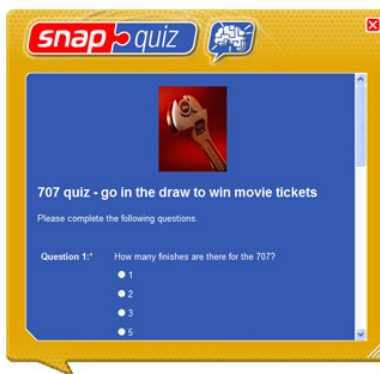 snap quiz
707 quiz - go in the draw to win movie tickets
Please complete the following questions.
Question 1:* How many finishes are there for the 707?
1
2
3
5